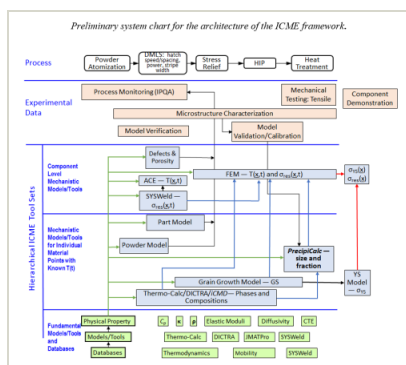 Preliminary system chart for the architecture of the ICME framework.
Process
Powder
Atomization
DMLS: hatch
speed/spacing,
power, stripe
width
Stress
Relief
HIP
Heat
Treatment
Experimental
Data
Process Monitoring (IPQA)
Mechanical
Testing: Tensile
Component
Demonstration
Microstructure Characterization
Model Verification
Model
Validation/Calibration
Hierarchical ICME Tool Sets
Component
Level
Mechanistic
Models/Tools
Defects &
Porosity
ACE — T(x,t)
SYSWeld —
σres(x,t)
FEM — T(x,t) and σres(x,t)
σYS(x)
σres(x)
Mechanistic
Models/Tools
for Individual
Material
Points with
Known T(t)
Part Model
Powder Model
PrecipiCalc —
size and
fraction
Grain Growth Model — GS
YS
Model —
σYS
Thermo-Calc/DICTRA/iCMD — Phases and
Compositions
Fundamental
Models/Tools
and
Databases
Physical Property
Cp
κ
ρ
Elastic Moduli
Diffusivity
CTE
Models/Tools
Thermo-Calc
DICTRA
JMATPro
SYSWeld
Databases
Thermodynamics
Mobility
SYSWeld